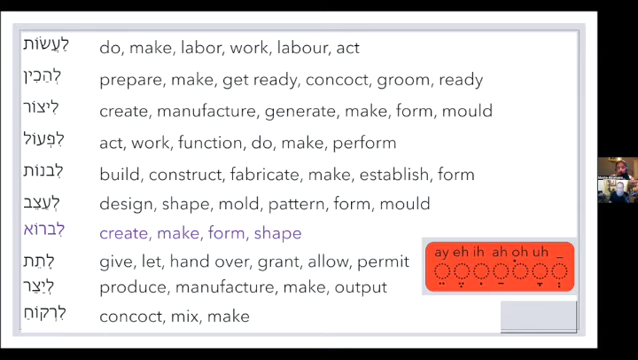 לַעֲשׂוֹת do, make, labor, work, labour, act
לְהַכִין prepare, make, get ready, concoct, groom, ready
לִיצוֹר create, manufacture, generate, make, form, mould
לִפְעוֹל act, work, function, do, make, perform
לִבנוֹת build, construct, fabricate, make, establish, form
לְעַצֵב design, shape, mold, pattern, form, mould
לִברוֹא create, make, form, shape
לָתֵת give, let, hand over, grant, allow, permit
לְיַצֵר produce, manufacture, make, output
לִרְקוֹחַ concoct, mix, make
ay eh ih ah oh uh _